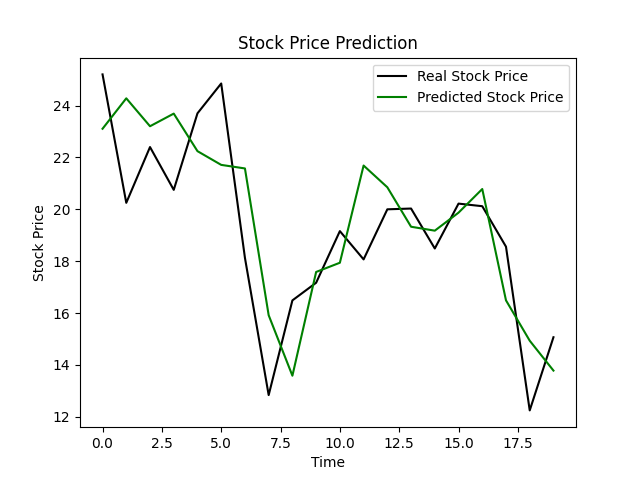 Stock Price Prediction
Real Stock Price
Predicted Stock Price
Stock Price
24
22
20
18
16
14
12
0.0 2.5 5.0 7.5 10.0 12.5 15.0 17.5
Time